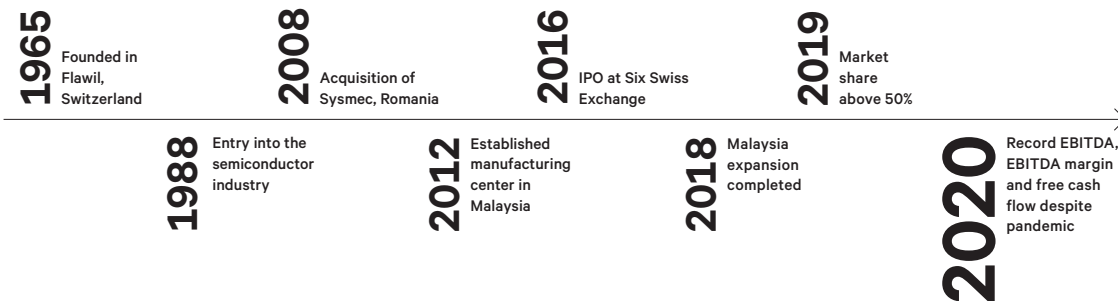 1965
Founded in
Flawil,
Switzerland
1988
Entry into the
semiconductor
industry
2008
Acquisition of
Sysmec, Romania
2012
Established
manufacturing
center in
Malaysia
2016
IPO at Six Swiss
Exchange
2018
Malaysia
expansion
completed
2019
Market
share
above 50%
2020
Record EBITDA,
EBITDA margin
and free cash
flow despite
pandemic